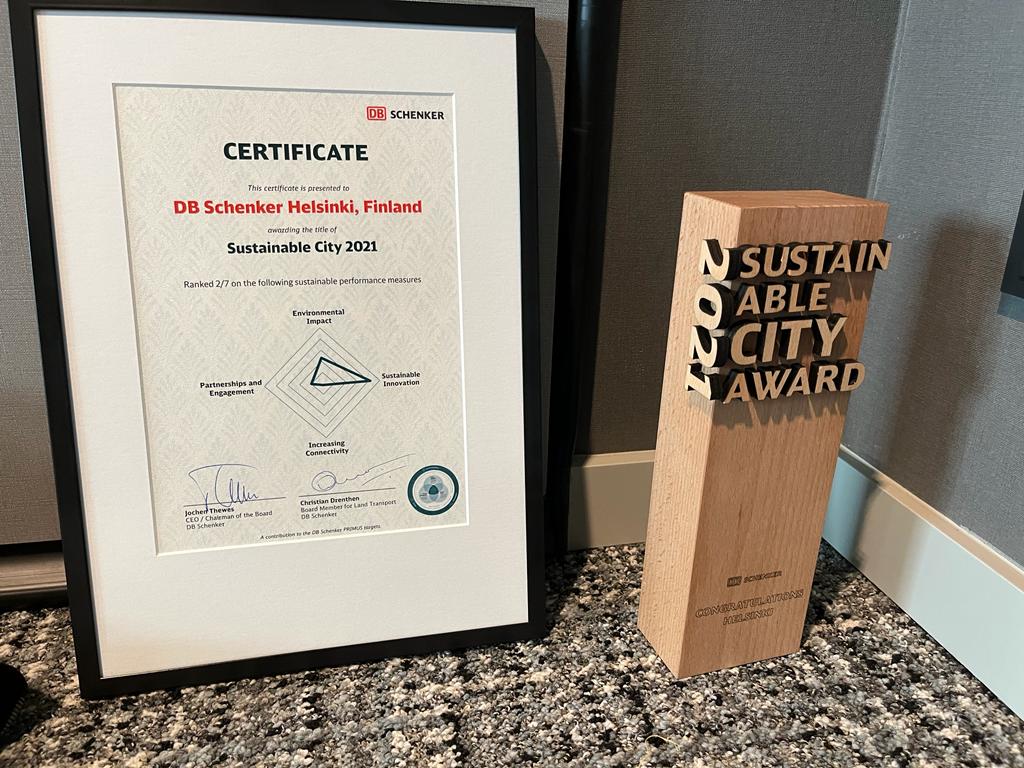 DB SCHENKER
CERTIFICATE
This certificate is presented to
DB Schenker Helsinki, Finland
awarding the title of
Sustainable City 2021
Ranked 2/7 on the following sustainable performance measures
Environmental
Impact
Partnerships and
Engagement
Sustainable
Innovation
Increasing
Connectivity
Jochen Thewes
CEO / Chairman of the Board
DB Schenker
Christian Drenthen
Board Member for Land Transport
DB Schenker
A contribution to the DB Schenker PRIMUS targets.
2021
SUSTAIN
ABLE
CITY
AWARD
DB SCHENKER
CONGRATULATIONS
HELSINKI